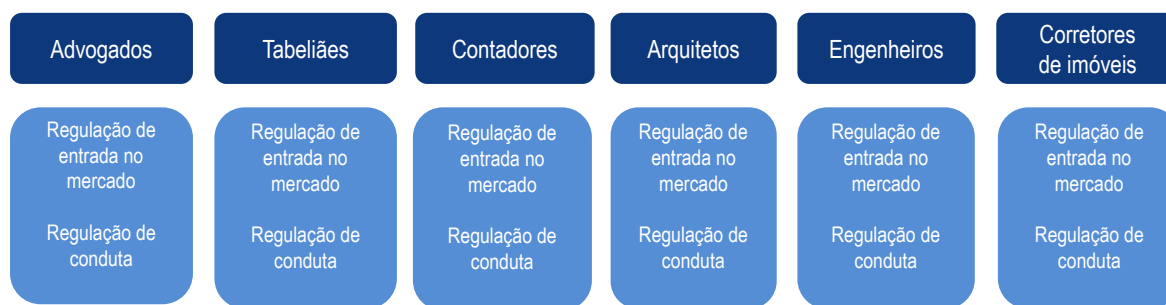 Advogados
Regulação de
entrada no
mercado
Regulação de
conduta
Tabeliães
Regulação de
entrada no
mercado
Regulação de
conduta
Contadores
Regulação de
entrada no
mercado
Regulação de
conduta
Arquitetos
Regulação de
entrada no
mercado
Regulação de
conduta
Engenheiros
Regulação de
entrada no
mercado
Regulação de
conduta
Corretores
de imóveis
Regulação de
entrada no
mercado
Regulação de
conduta